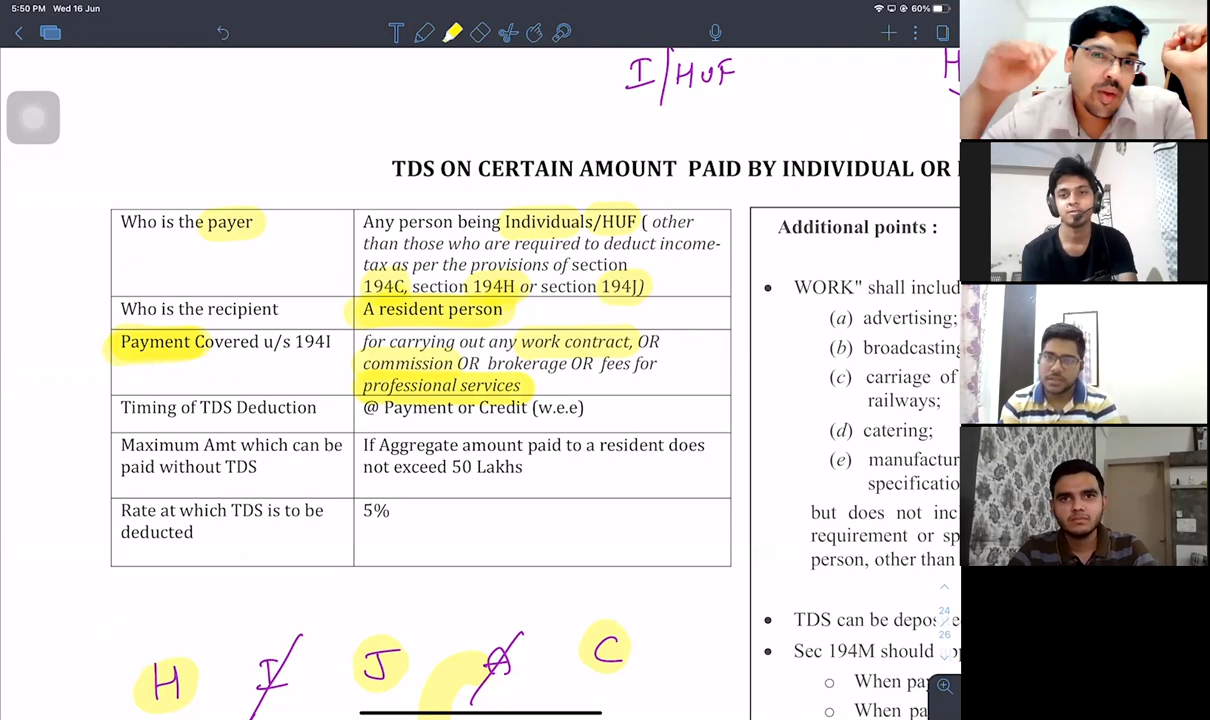 5:50 PM Wed 16 Jun
60%
I/HUF
H
TDS ON CERTAIN AMOUNT PAID BY INDIVIDUAL OR
Who is the payer
Any person being Individuals/HUF ( other
than those who are required to deduct income-
tax as per the provisions of section
194C, section 194H or section 194J)
Who is the recipient
A resident person
Payment Covered u/s 194I
for carrying out any work contract, OR
commission OR brokerage OR fees for
professional services
Timing of TDS Deduction
@ Payment or Credit (w.e.e)
Maximum Amt which can be
paid without TDS
If Aggregate amount paid to a resident does
not exceed 50 Lakhs
Rate at which TDS is to be
deducted
5%
H I J A C
Additional points :
WORK" shall include
(a) advertising;
(b) broadcasting
(c) carriage of
railways;
(d) catering;
(e) manufactur
specificatio
but does not inc
requirement or sp
person, other than
TDS can be depos
24
26
Sec 194M should
When pay
When pa